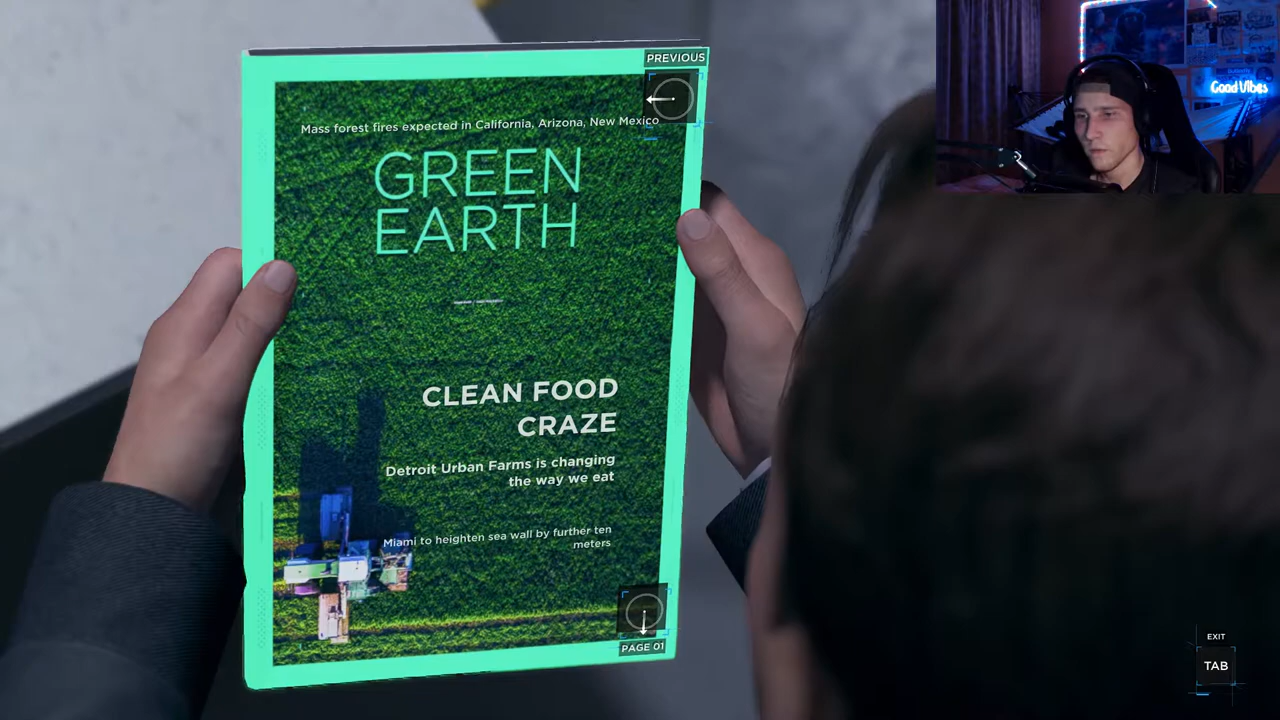 PREVIOUS
Mass forest fires expected in California, Arizona, New Mexico
GREEN
EARTH
CLEAN FOOD
CRAZE
Detroit Urban Farms is changing
the way we eat
Miami to heighten sea wall by further ten
meters
PAGE 01
Good Vibes
EXIT
TAB